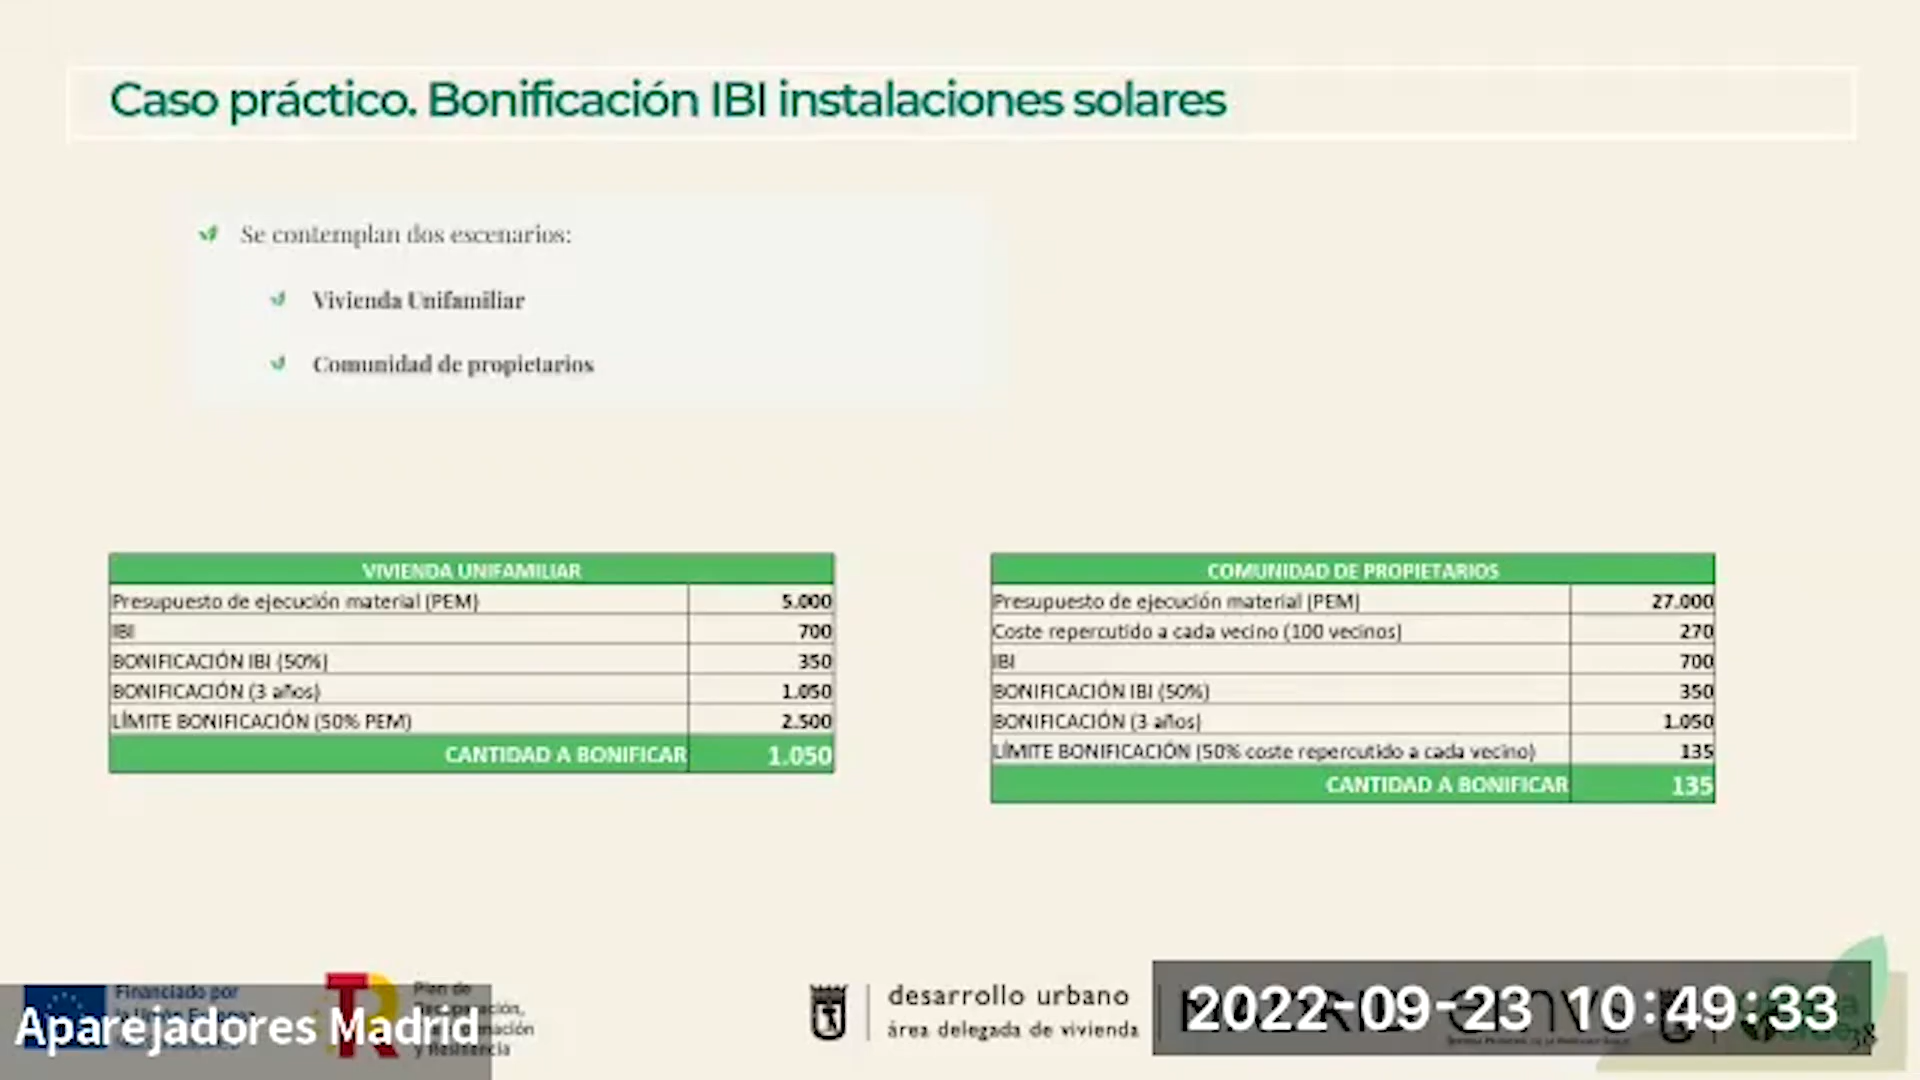 Caso práctico. Bonificación IBI instalaciones solares
Se contemplan dos escenarios:
Vivienda Unifamiliar
Comunidad de propietarios
VIVIENDA UNIFAMILIAR
Presupuesto de ejecución material (PEM) 5.000
IBI 700
BONIFICACIÓN IBI (50%) 350
BONIFICACIÓN (3 años) 1.050
LÍMITE BONIFICACIÓN (50% PEM) 2.500
CANTIDAD A BONIFICAR 1.050
COMUNIDAD DE PROPIETARIOS
Presupuesto de ejecución material (PEM) 27.000
Coste repercutido a cada vecino (100 vecinos) 270
IBI 700
BONIFICACIÓN IBI (50%) 350
BONIFICACIÓN (3 años) 1.050
LÍMITE BONIFICACIÓN (50% coste repercutido a cada vecino) 135
CANTIDAD A BONIFICAR 135
Financiado por
Plan de
y Resiliencia
Aparejadores Madrid
desarrollo urbano
área delegada de vivienda
2022-09-23 10:49:33
38